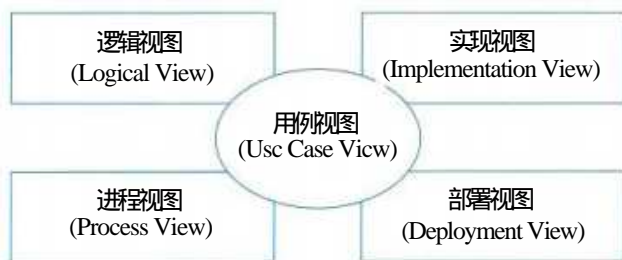 逻辑视图
(Logical View)
实现视图
(Implementation View)
用例视图
(Usc Case Vicw)
进程视图
(Process View)
部署视图
(Deployment View)